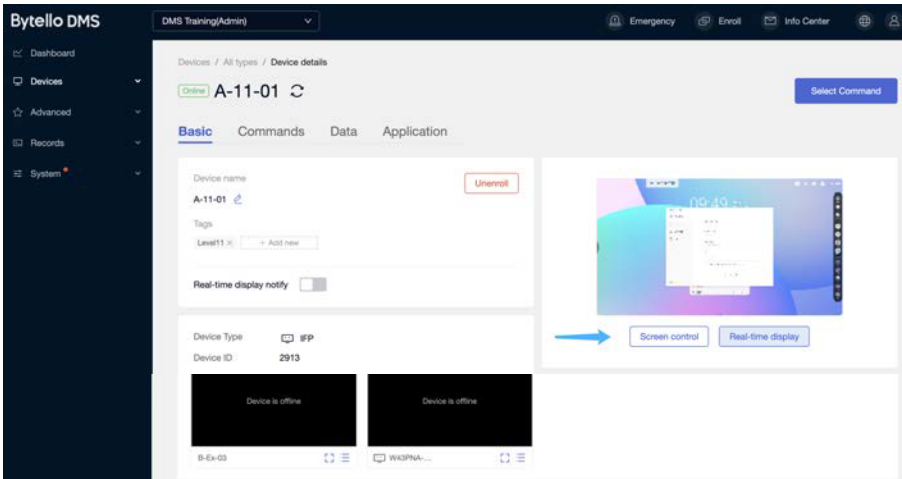 Bytello DMS
DMS Training(Admin)
Emergency
Enroll
Info Center
Dashboard
Devices
Advanced
Records
System
Devices / All types / Device details
Online A-11-01
Select Command
Basic Commands Data Application
Device name
Unenroll
A-11-01
Tags
Level11 × + Add new
Real-time display notify
09:49
Screen control Real-time display
Device Type IFP
Device ID 2913
Device is offline Device is offline
B-Ex-03 W43PNA-...